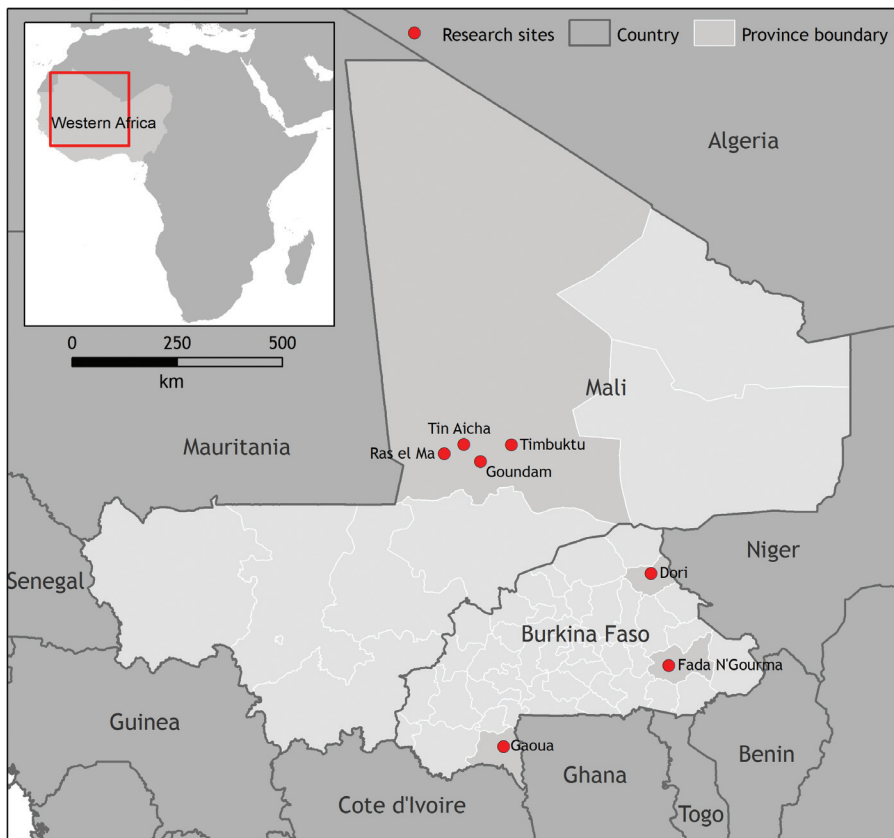 Research sites
Country
Province boundary
Western Africa
Algeria
0 250 500
km
Mali
Tin Aicha
Mauritania
Timbuktu
Ras el Ma
Goundam
Niger
Senegal
Dori
Burkina Faso
Fada N'Gourma
Guinea
Gaoua
Benin
Ghana
Cote d'Ivoire
Togo